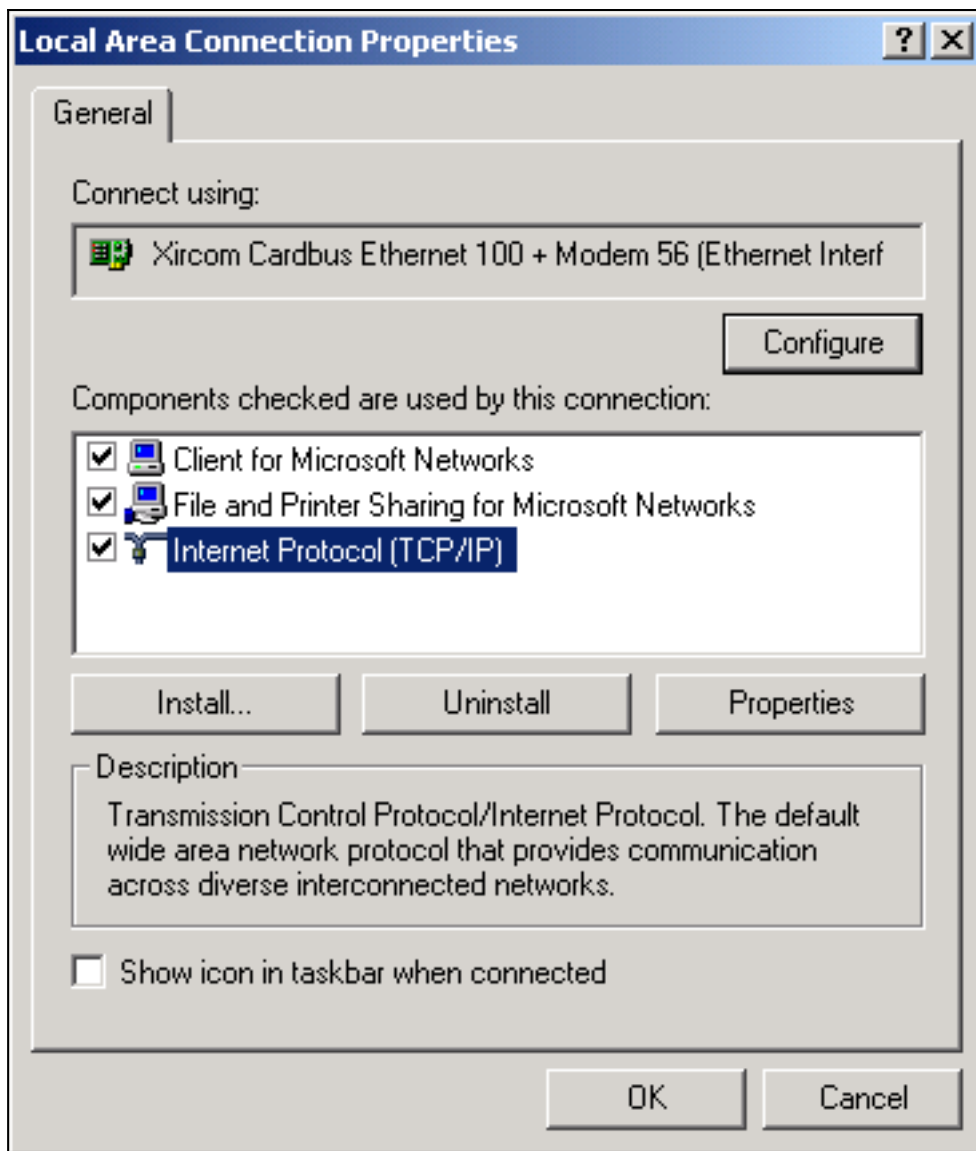 Local Area Connection Properties
General
Connect using:
Xircom Cardbus Ethernet 100 + Modem 56 (Ethernet Interf
Configure
Components checked are used by this connection:
Client for Microsoft Networks
File and Printer Sharing for Microsoft Networks
Internet Protocol (TCP/IP)
Install...
Uninstall
Properties
Description
Transmission Control Protocol/Internet Protocol. The default
wide area network protocol that provides communication
across diverse interconnected networks.
Show icon in taskbar when connected
OK
Cancel